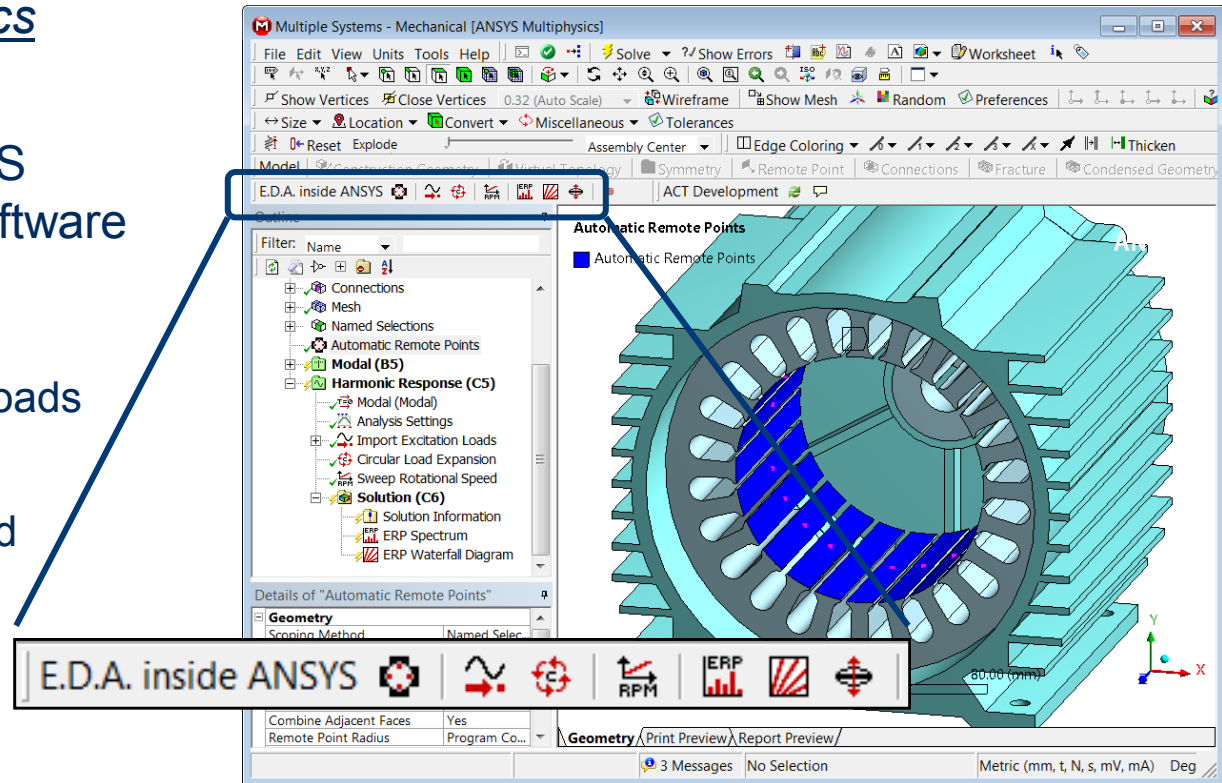 cs
S
oftware
oads
d
Multiple Systems - Mechanical [ANSYS Multiphysics]
File Edit View Units Tools Help Solve ?✓ Show Errors Worksheet
Show Vertices Close Vertices 0.32 (Auto Scale) Wireframe Show Mesh Random Preferences
Size Location Convert Miscellaneous Tolerances
Reset Explode Assembly Center Edge Coloring Thicken
Model Construction Geometry Virtual Topology Symmetry Remote Point Connections Fracture Condensed Geometry
E.D.A. inside ANSYS RPM ERP ACT Development
Outline
Filter: Name
Connections
Mesh
Named Selections
Automatic Remote Points
Modal (B5)
Harmonic Response (C5)
Modal (Modal)
Analysis Settings
Import Excitation Loads
Circular Load Expansion
Sweep Rotational Speed
Solution (C6)
Solution Information
ERP Spectrum
ERP Waterfall Diagram
Details of "Automatic Remote Points"
Geometry
Scoping Method Named Selec...
E.D.A. inside ANSYS C RPM ERP
Combine Adjacent Faces Yes
Remote Point Radius Program Co...
Automatic Remote Points
Automatic Remote Points
80.00 (mm)
Y
X
Geometry Print Preview Report Preview
3 Messages No Selection Metric (mm, t, N, s, mV, mA) Deg